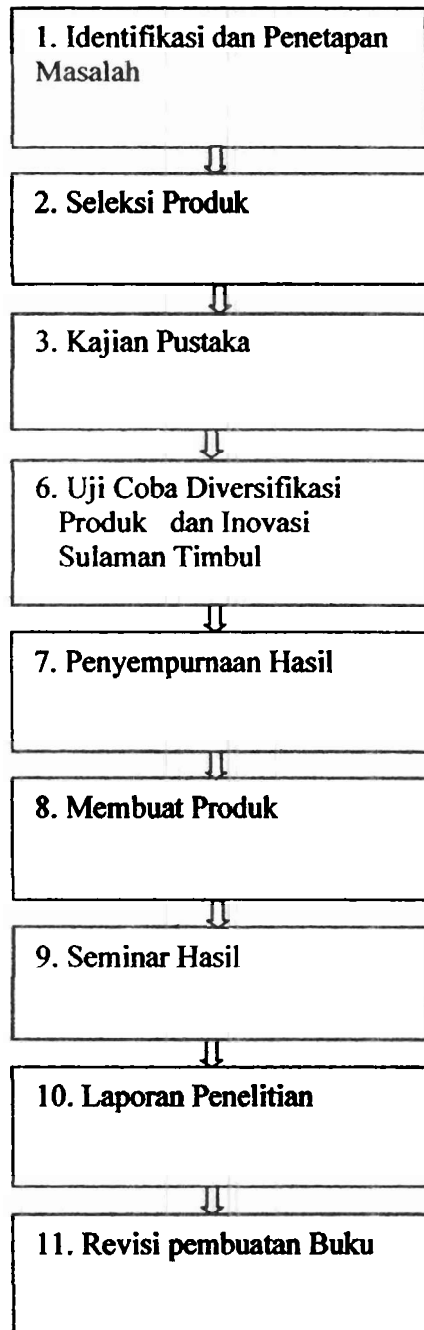 1. Identifikasi dan Penetapan
Masalah
2. Seleksi Produk
3. Kajian Pustaka
6. Uji Coba Diversifikasi
Produk dan Inovasi
Sulaman Timbul
7. Penyempurnaan Hasil
8. Membuat Produk
9. Seminar Hasil
10. Laporan Penelitian
11. Revisi pembuatan Buku